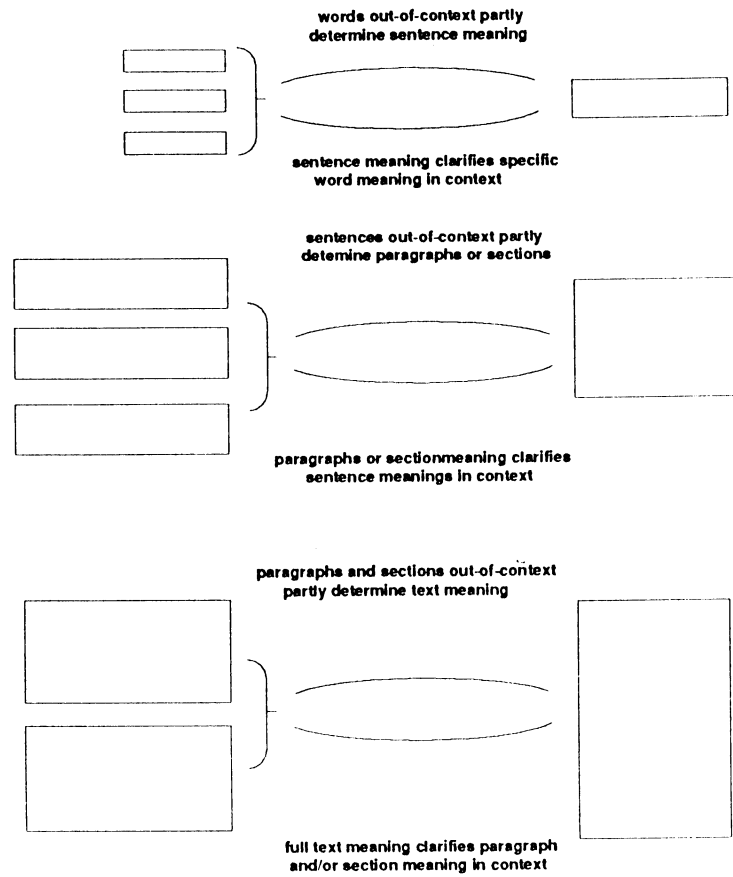 words out-of-context partly
determine sentence meaning
sentence meaning clarifies specific
word meaning in context
sentences out-of-context partly
detemine paragraphs or sections
paragraphs or sectionmeaning clarifies
sentence meanings in context
paragraphs and sections out-of-context
partly determine text meaning
full text meaning clarifies paragraph
and/or section meaning in context